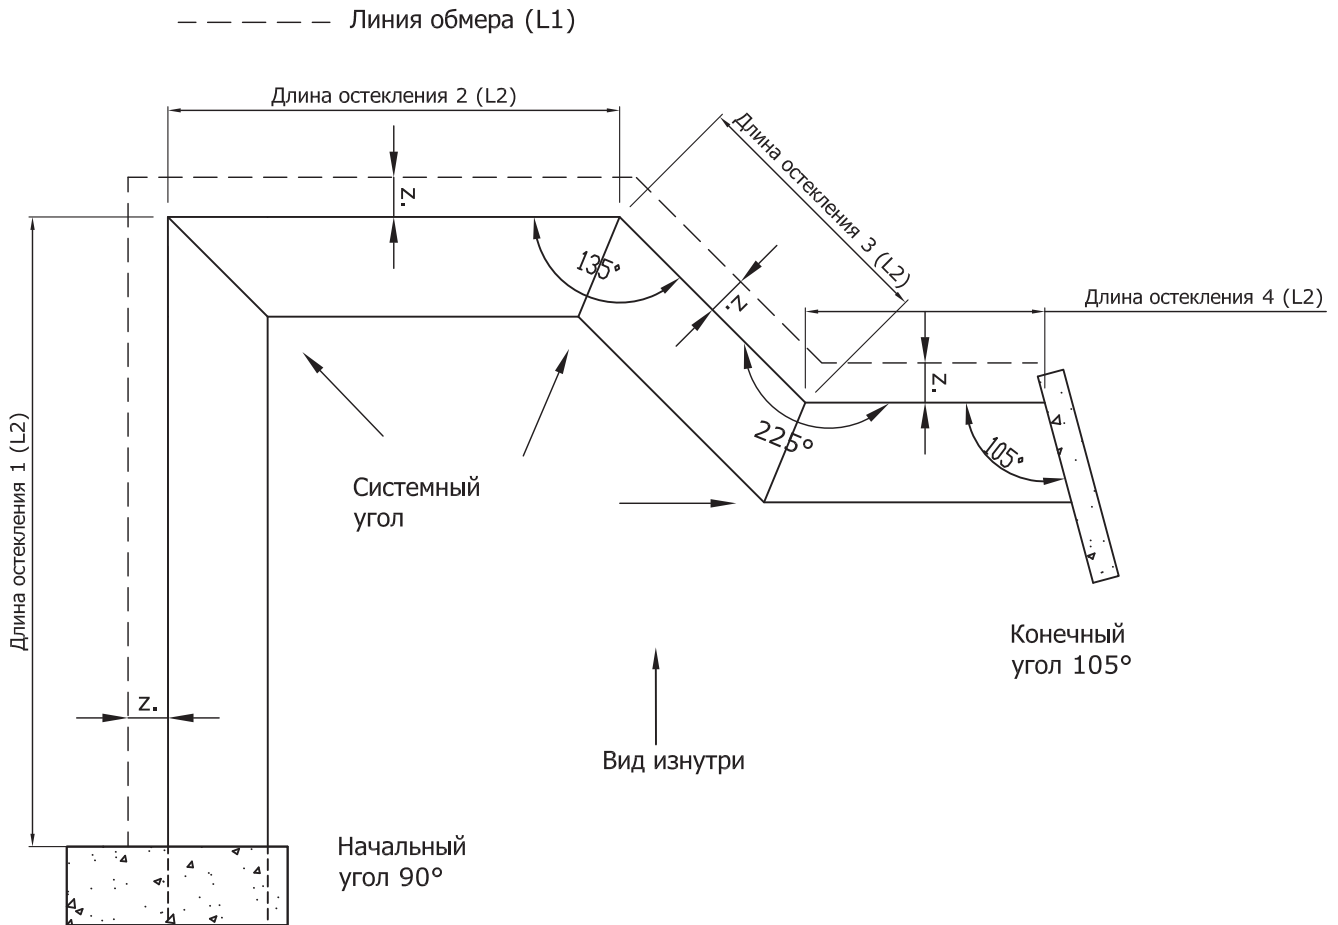 Линия обмера (L1)
Длина остекления 2 (L2)
Длина остекления 3 (L2)
Длина остекления 4 (L2)
z.
z.
z.
135°
225°
105°
Длина остекления 1 (L2)
Системный
угол
Конечный
угол 105°
z.
Вид изнутри
Начальный
угол 90°